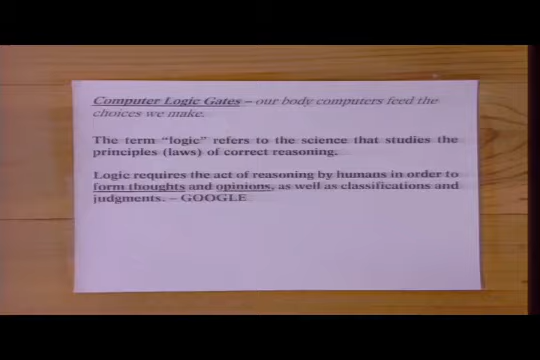 Computer Logic Gates – our body computers feed the
choices we make.
The term “logic” refers to the science that studies the
principles (laws) of correct reasoning.
Logic requires the act of reasoning by humans in order to
form thoughts and opinions, as well as classifications and
judgments. – GOOGLE